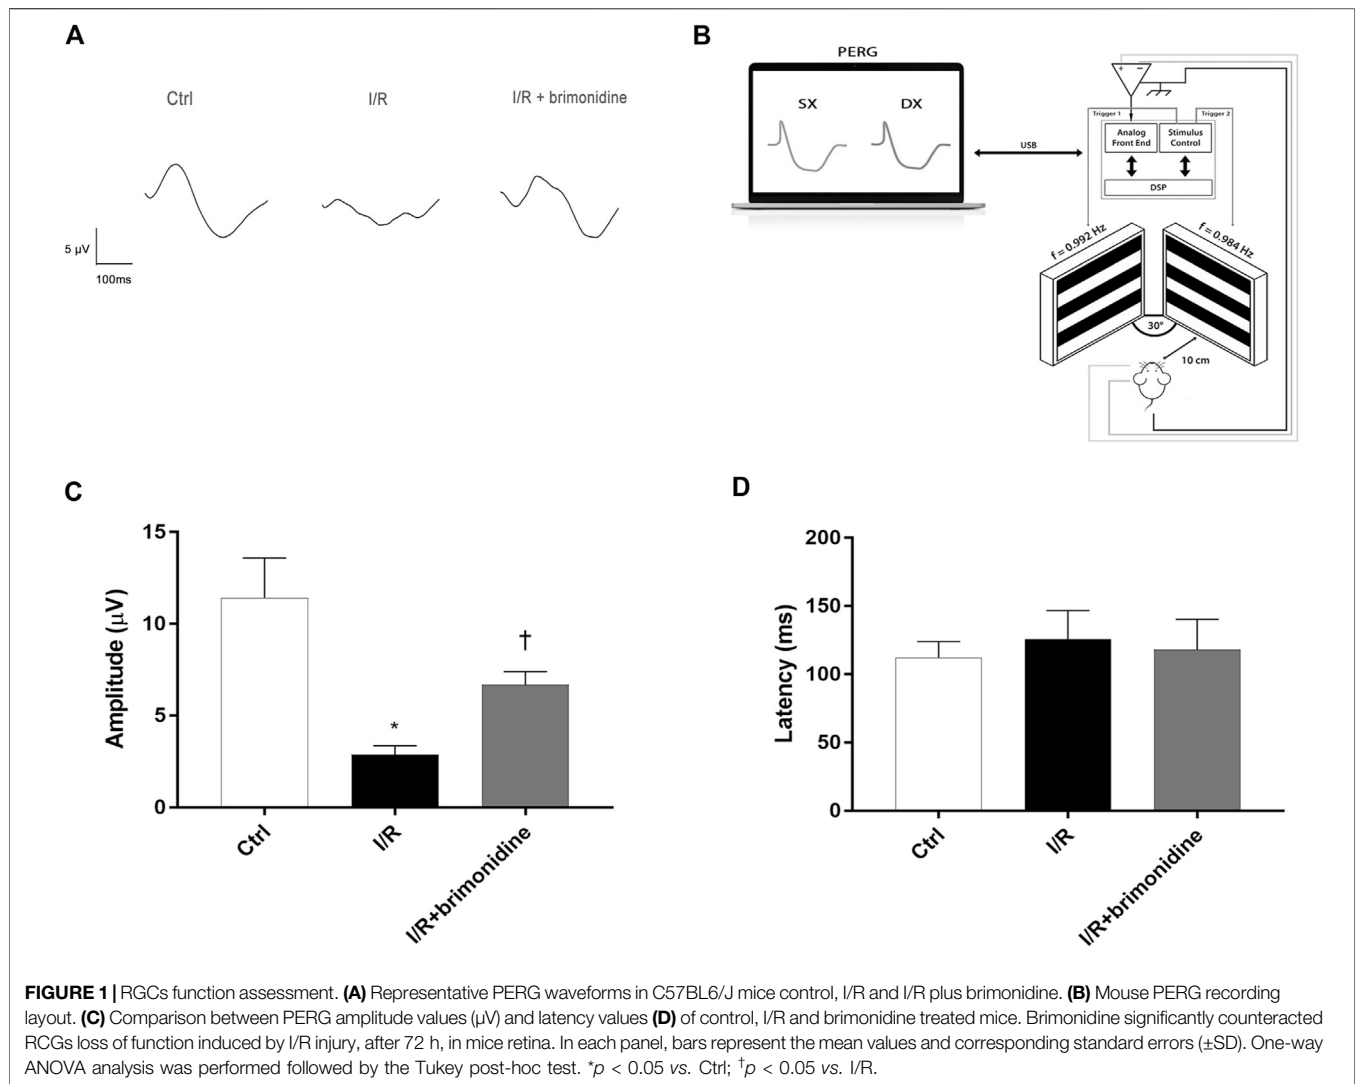 A
Ctrl
I/R
I/R + brimonidine
5 µV
100ms
B
PERG
SX
DX
USB
+ −
Trigger 1
Trigger 2
Analog
Front End
Stimulus
Control
DSP
f = 0.992 Hz
f = 0.984 Hz
30°
10 cm
C
Amplitude (µV)
15
10
5
0
*
†
Ctrl
I/R
I/R+brimonidine
D
Latency (ms)
200
150
100
50
0
Ctrl
I/R
I/R+brimonidine
FIGURE 1 | RGCs function assessment. (A) Representative PERG waveforms in C57BL6/J mice control, I/R and I/R plus brimonidine. (B) Mouse PERG recording
layout. (C) Comparison between PERG amplitude values (µV) and latency values (D) of control, I/R and brimonidine treated mice. Brimonidine significantly counteracted
RCGs loss of function induced by I/R injury, after 72 h, in mice retina. In each panel, bars represent the mean values and corresponding standard errors (±SD). One-way
ANOVA analysis was performed followed by the Tukey post-hoc test. *p < 0.05 vs. Ctrl; †p < 0.05 vs. I/R.